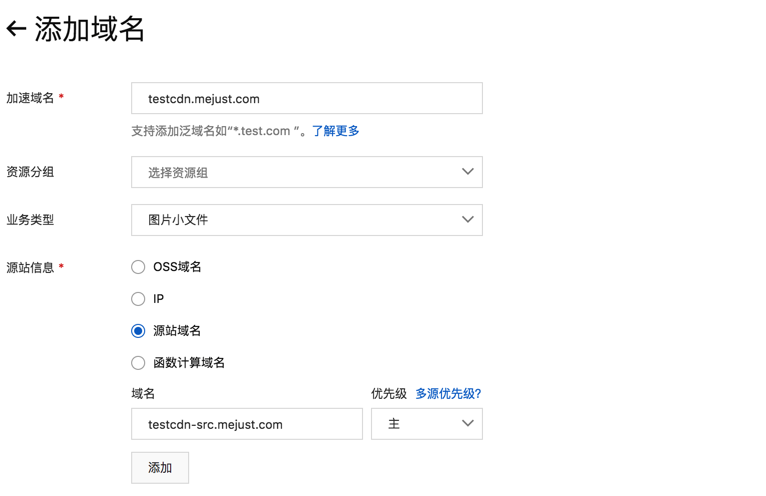 添加域名
加速域名 *
testcdn.mejust.com
支持添加泛域名如“*.test.com ”。了解更多
资源分组
选择资源组
业务类型
图片小文件
源站信息 *
OSS域名
IP
源站域名
函数计算域名
域名 优先级 多源优先级?
testcdn-src.mejust.com 主
添加